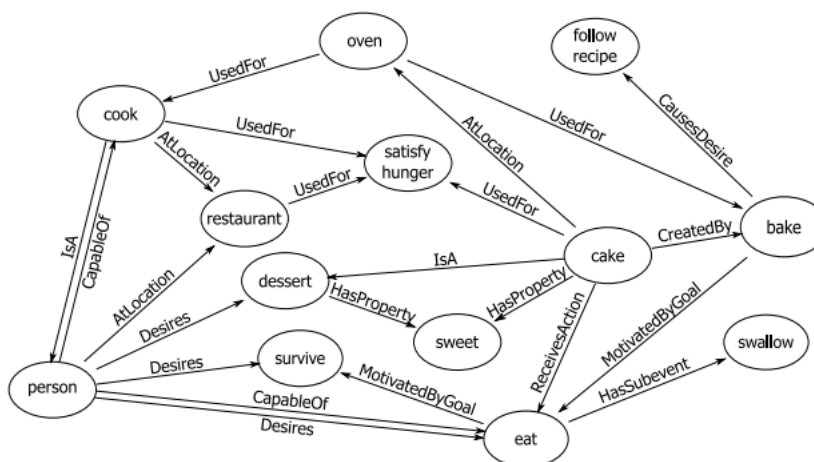 oven
follow
recipe
UsedFor
cook
CausesDesire
UsedFor
AtLocation
UsedFor
AtLocation
satisfy
hunger
UsedFor
restaurant
UsedFor
bake
CreatedBy
cake
IsA
CapableOf
IsA
dessert
HasProperty
HasProperty
AtLocation
Desires
sweet
swallow
MotivatedByGoal
ReceivesAction
survive
Desires
MotivatedByGoal
HasSubevent
person
CapableOf
Desires
eat